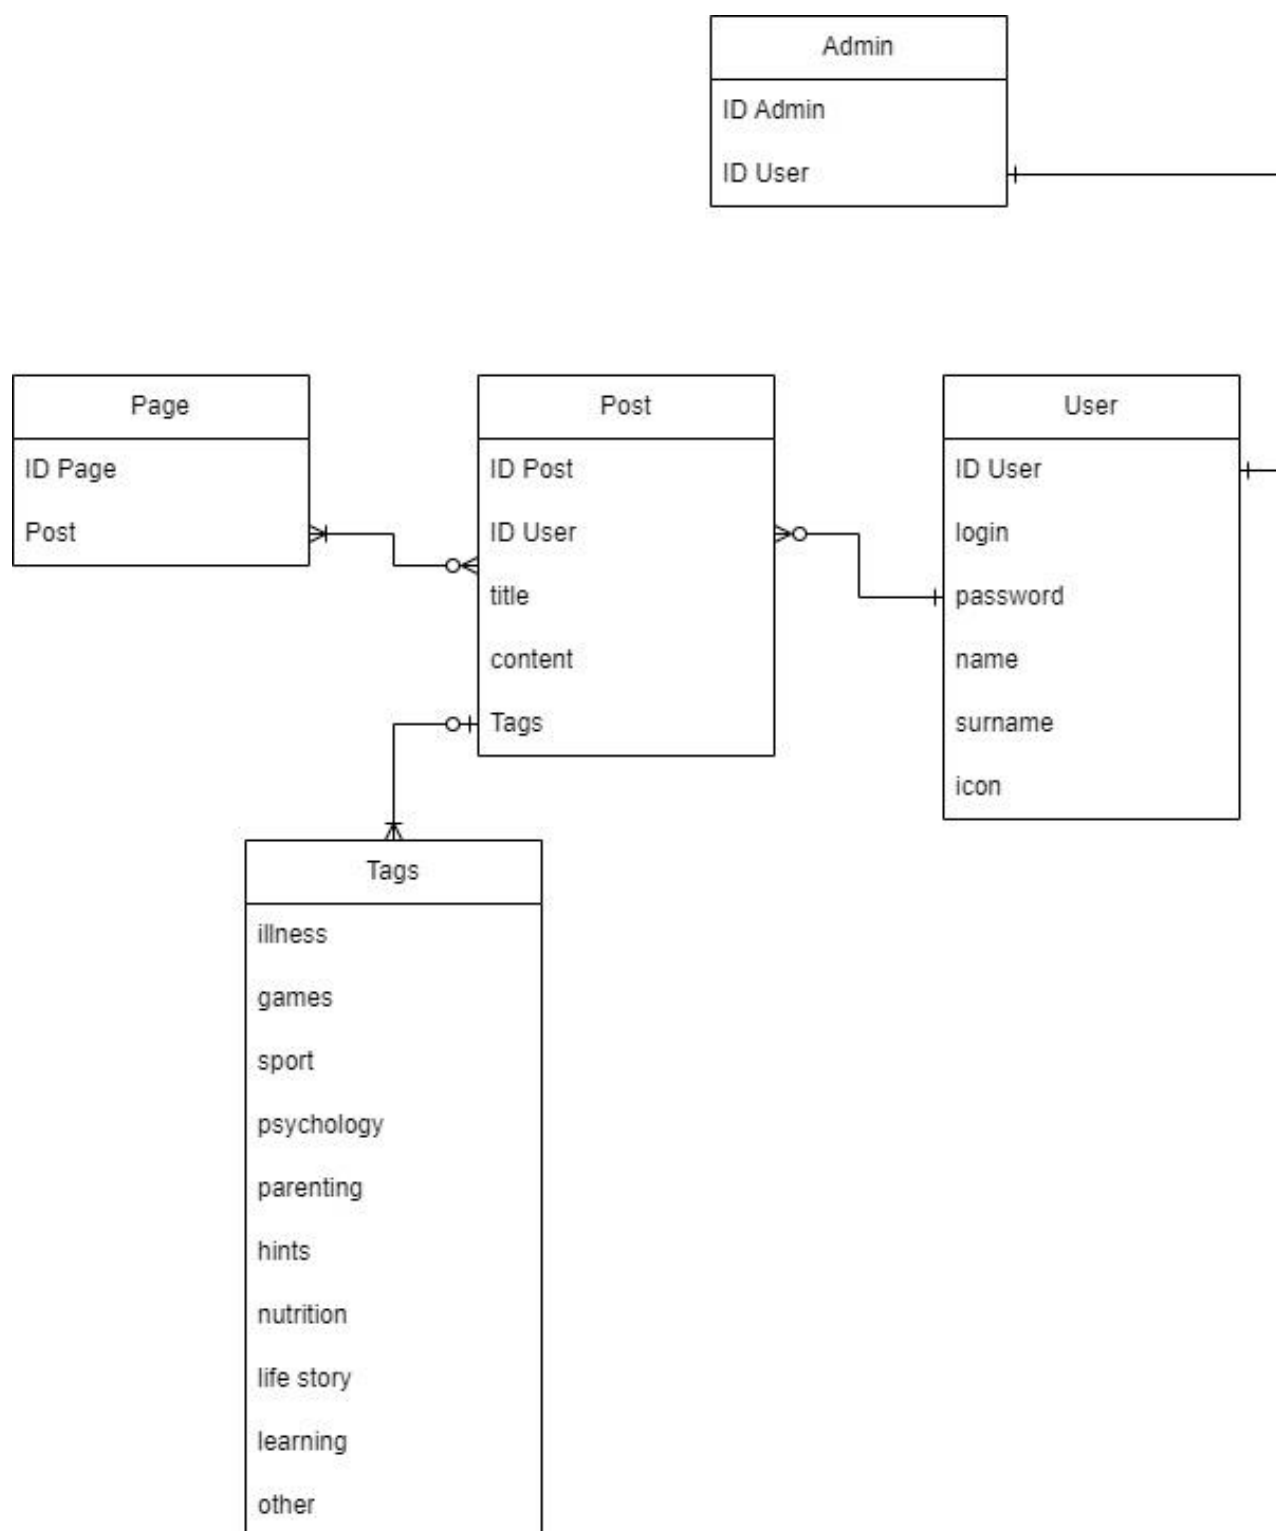 Admin
ID Admin
ID User
Page
ID Page
Post
Post
ID Post
ID User
title
content
Tags
User
ID User
login
password
name
surname
icon
Tags
illness
games
sport
psychology
parenting
hints
nutrition
life story
learning
other